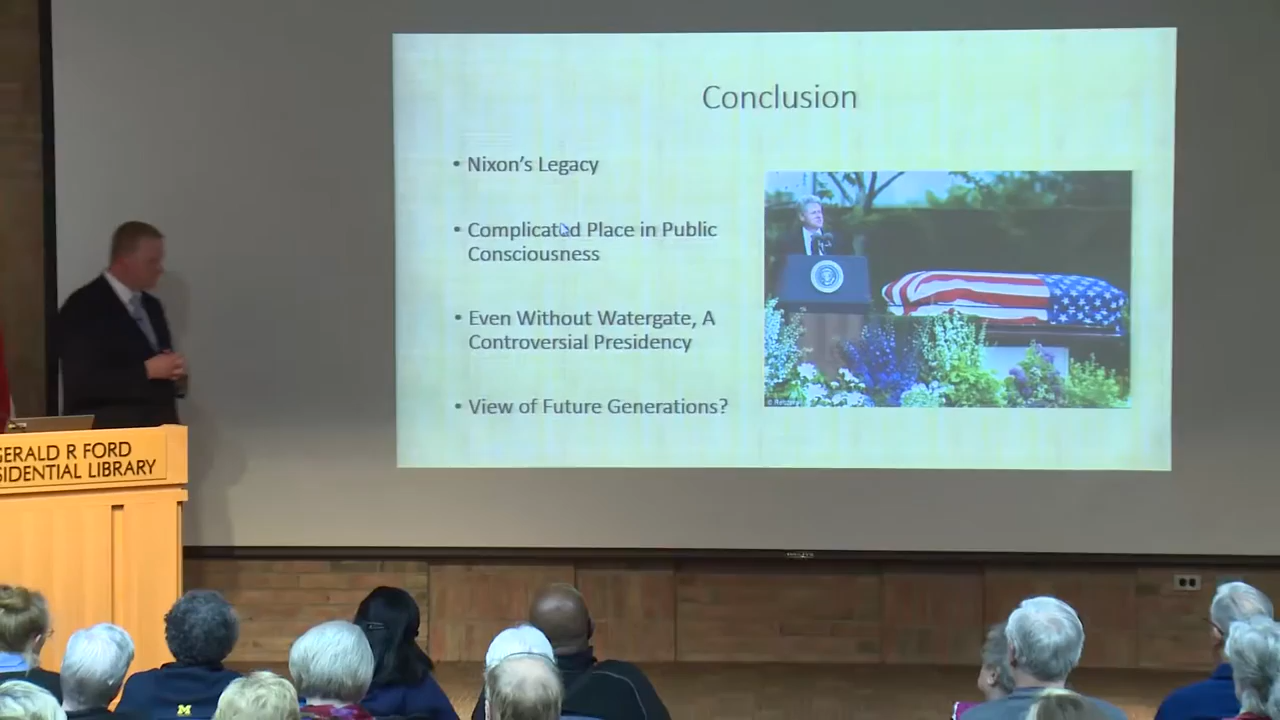 Conclusion
• Nixon's Legacy
• Complicated Place in Public
Consciousness
• Even Without Watergate, A
Controversial Presidency
• View of Future Generations?
GERALD R FORD
SIDENTIAL LIBRARY
M